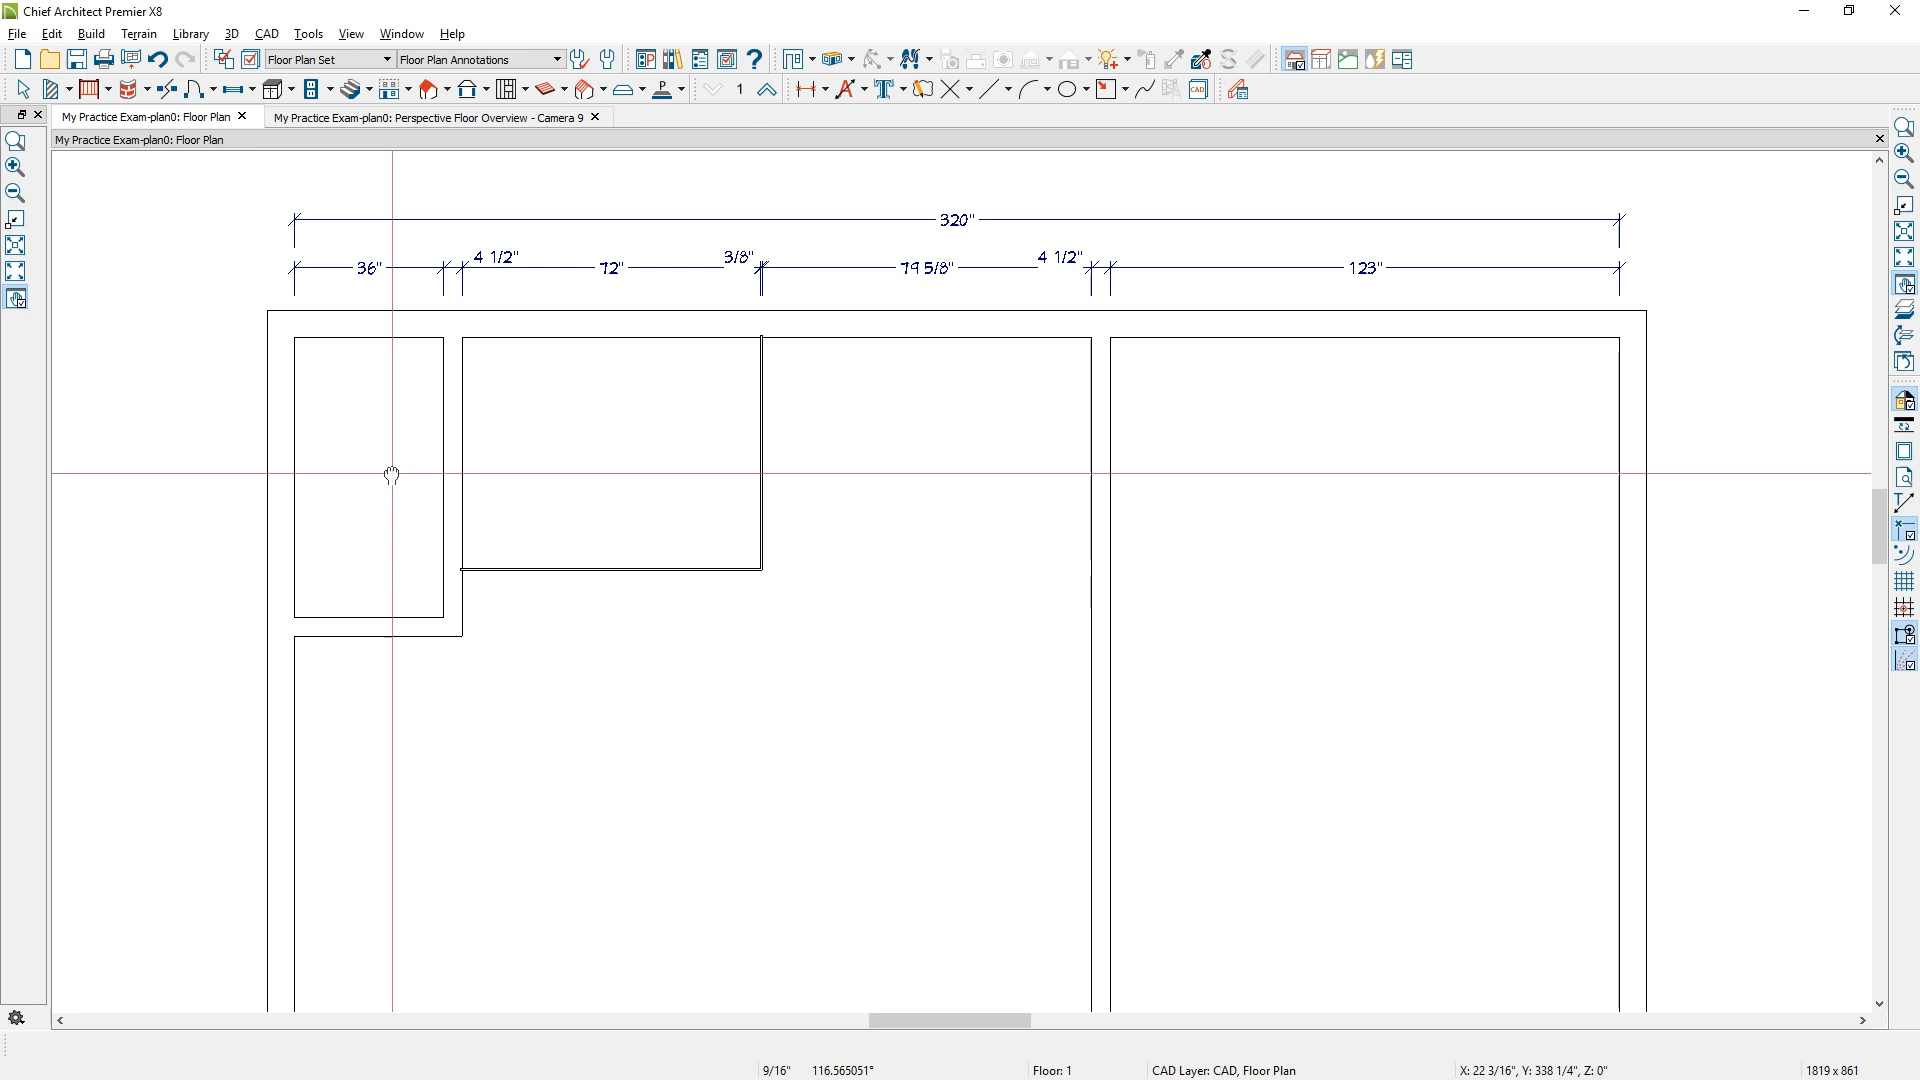 Chief Architect Premier X8
File Edit Build Terrain Library 3D CAD Tools View Window Help
Floor Plan Set Floor Plan Annotations
1 CAD
My Practice Exam-plan0: Floor Plan My Practice Exam-plan0: Perspective Floor Overview - Camera 9
My Practice Exam-plan0: Floor Plan
320"
4 1/2" 3/8" 4 1/2"
36" 72" 79 5/8" 123"
9/16" 116.565051° Floor: 1 CAD Layer: CAD, Floor Plan X: 22 3/16", Y: 338 1/4", Z: 0" 1819 x 861